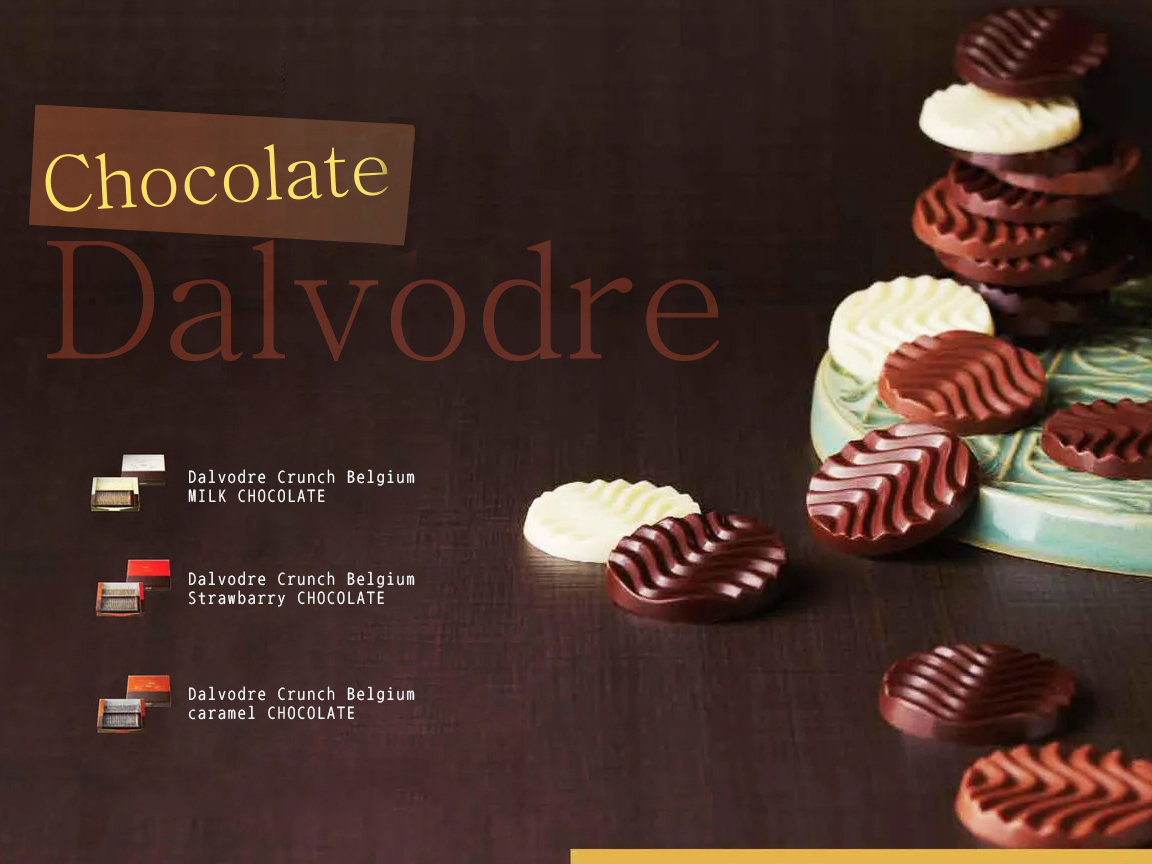 Chocolate
Dalvodre
Dalvodre Crunch Belgium
MILK CHOCOLATE
Dalvodre Crunch Belgium
Strawbarry CHOCOLATE
Dalvodre Crunch Belgium
caramel CHOCOLATE